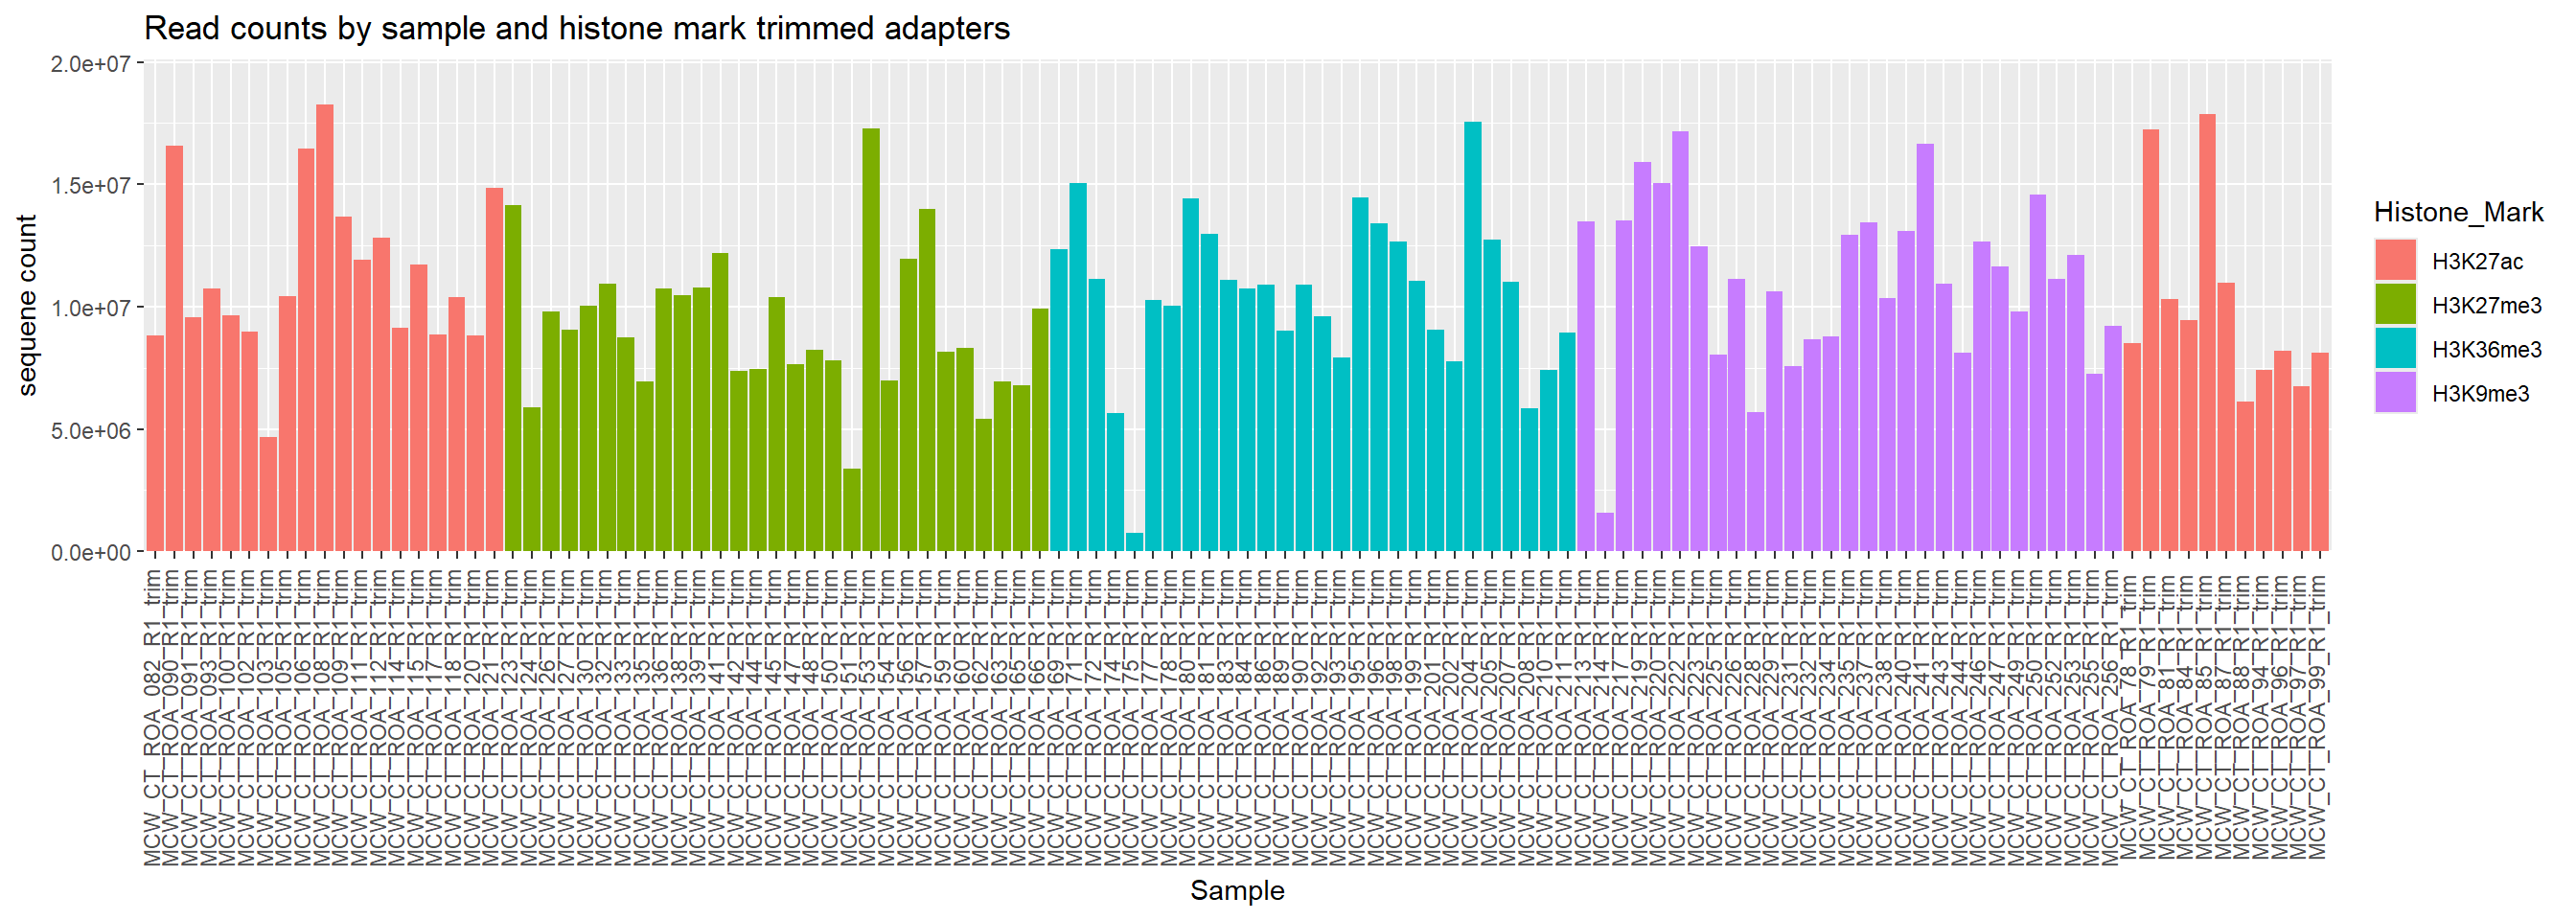 Read counts by sample and histone mark trimmed adapters
sequene count
2.0e+07
1.5e+07
1.0e+07
5.0e+06
0.0e+00
MCW_CT_ROA_082_R1_trim
MCW_CT_ROA_090_R1_trim
MCW_CT_ROA_091_R1_trim
MCW_CT_ROA_093_R1_trim
MCW_CT_ROA_100_R1_trim
MCW_CT_ROA_102_R1_trim
MCW_CT_ROA_103_R1_trim
MCW_CT_ROA_105_R1_trim
MCW_CT_ROA_106_R1_trim
MCW_CT_ROA_108_R1_trim
MCW_CT_ROA_109_R1_trim
MCW_CT_ROA_111_R1_trim
MCW_CT_ROA_112_R1_trim
MCW_CT_ROA_114_R1_trim
MCW_CT_ROA_115_R1_trim
MCW_CT_ROA_117_R1_trim
MCW_CT_ROA_118_R1_trim
MCW_CT_ROA_120_R1_trim
MCW_CT_ROA_121_R1_trim
MCW_CT_ROA_123_R1_trim
MCW_CT_ROA_124_R1_trim
MCW_CT_ROA_126_R1_trim
MCW_CT_ROA_127_R1_trim
MCW_CT_ROA_130_R1_trim
MCW_CT_ROA_132_R1_trim
MCW_CT_ROA_133_R1_trim
MCW_CT_ROA_135_R1_trim
MCW_CT_ROA_136_R1_trim
MCW_CT_ROA_138_R1_trim
MCW_CT_ROA_139_R1_trim
MCW_CT_ROA_141_R1_trim
MCW_CT_ROA_142_R1_trim
MCW_CT_ROA_144_R1_trim
MCW_CT_ROA_145_R1_trim
MCW_CT_ROA_147_R1_trim
MCW_CT_ROA_148_R1_trim
MCW_CT_ROA_150_R1_trim
MCW_CT_ROA_151_R1_trim
MCW_CT_ROA_153_R1_trim
MCW_CT_ROA_154_R1_trim
MCW_CT_ROA_156_R1_trim
MCW_CT_ROA_157_R1_trim
MCW_CT_ROA_159_R1_trim
MCW_CT_ROA_160_R1_trim
MCW_CT_ROA_162_R1_trim
MCW_CT_ROA_163_R1_trim
MCW_CT_ROA_165_R1_trim
MCW_CT_ROA_166_R1_trim
MCW_CT_ROA_169_R1_trim
MCW_CT_ROA_171_R1_trim
MCW_CT_ROA_172_R1_trim
MCW_CT_ROA_174_R1_trim
MCW_CT_ROA_175_R1_trim
MCW_CT_ROA_177_R1_trim
MCW_CT_ROA_178_R1_trim
MCW_CT_ROA_180_R1_trim
MCW_CT_ROA_181_R1_trim
MCW_CT_ROA_183_R1_trim
MCW_CT_ROA_184_R1_trim
MCW_CT_ROA_186_R1_trim
MCW_CT_ROA_189_R1_trim
MCW_CT_ROA_190_R1_trim
MCW_CT_ROA_192_R1_trim
MCW_CT_ROA_193_R1_trim
MCW_CT_ROA_195_R1_trim
MCW_CT_ROA_196_R1_trim
MCW_CT_ROA_198_R1_trim
MCW_CT_ROA_199_R1_trim
MCW_CT_ROA_201_R1_trim
MCW_CT_ROA_202_R1_trim
MCW_CT_ROA_204_R1_trim
MCW_CT_ROA_205_R1_trim
MCW_CT_ROA_207_R1_trim
MCW_CT_ROA_208_R1_trim
MCW_CT_ROA_210_R1_trim
MCW_CT_ROA_211_R1_trim
MCW_CT_ROA_213_R1_trim
MCW_CT_ROA_214_R1_trim
MCW_CT_ROA_217_R1_trim
MCW_CT_ROA_219_R1_trim
MCW_CT_ROA_220_R1_trim
MCW_CT_ROA_222_R1_trim
MCW_CT_ROA_223_R1_trim
MCW_CT_ROA_225_R1_trim
MCW_CT_ROA_226_R1_trim
MCW_CT_ROA_228_R1_trim
MCW_CT_ROA_229_R1_trim
MCW_CT_ROA_231_R1_trim
MCW_CT_ROA_232_R1_trim
MCW_CT_ROA_234_R1_trim
MCW_CT_ROA_235_R1_trim
MCW_CT_ROA_237_R1_trim
MCW_CT_ROA_238_R1_trim
MCW_CT_ROA_240_R1_trim
MCW_CT_ROA_241_R1_trim
MCW_CT_ROA_243_R1_trim
MCW_CT_ROA_244_R1_trim
MCW_CT_ROA_246_R1_trim
MCW_CT_ROA_247_R1_trim
MCW_CT_ROA_249_R1_trim
MCW_CT_ROA_250_R1_trim
MCW_CT_ROA_252_R1_trim
MCW_CT_ROA_253_R1_trim
MCW_CT_ROA_255_R1_trim
MCW_CT_ROA_256_R1_trim
MCW_CT_ROA_78_R1_trim
MCW_CT_ROA_79_R1_trim
MCW_CT_ROA_81_R1_trim
MCW_CT_ROA_84_R1_trim
MCW_CT_ROA_85_R1_trim
MCW_CT_ROA_87_R1_trim
MCW_CT_ROA_88_R1_trim
MCW_CT_ROA_94_R1_trim
MCW_CT_ROA_96_R1_trim
MCW_CT_ROA_97_R1_trim
MCW_CT_ROA_99_R1_trim
Sample
Histone_Mark
H3K27ac
H3K27me3
H3K36me3
H3K9me3